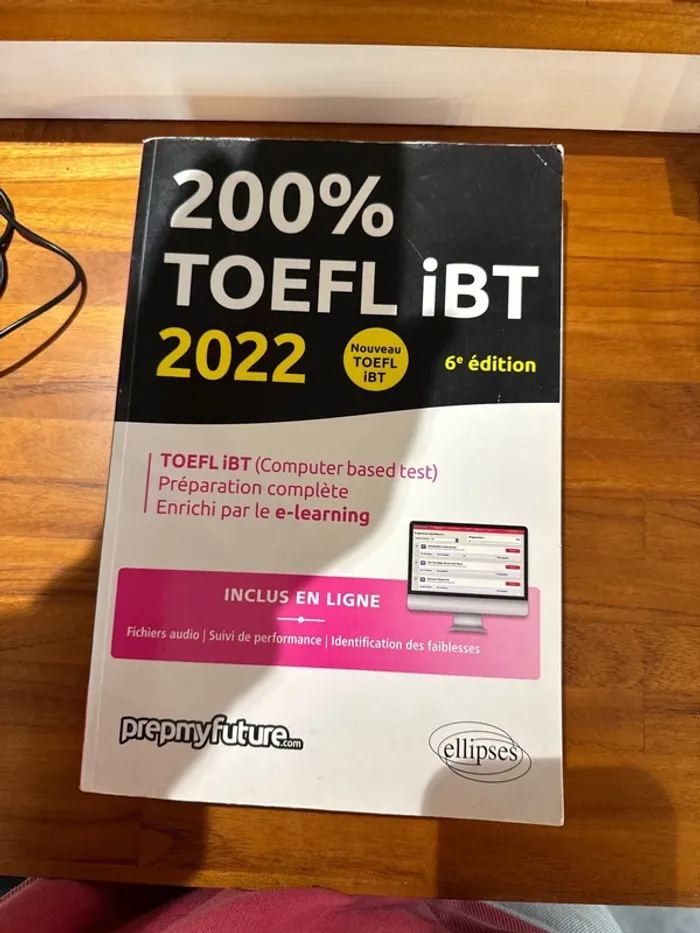 200%
TOEFL iBT
2022
Nouveau
TOEFL
iBT
6e édition
TOEFL iBT (Computer based test)
Préparation complète
Enrichi par le e-learning
INCLUS EN LIGNE
Fichiers audio | Suivi de performance | Identification des faiblesses
prepmyfuture.com
ellipses